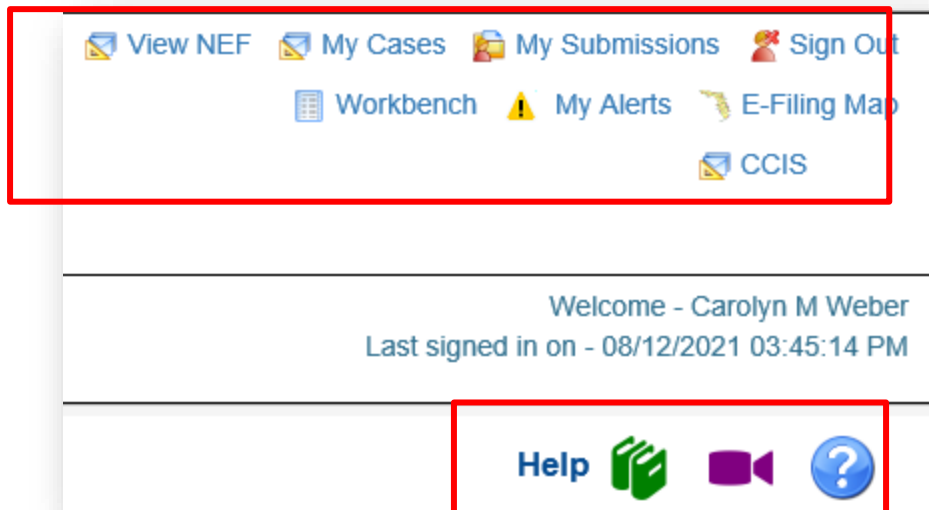 View NEF My Cases My Submissions Sign Out
Workbench My Alerts E-Filing Map
CCIS
Welcome - Carolyn M Weber
Last signed in on - 08/12/2021 03:45:14 PM
Help ?